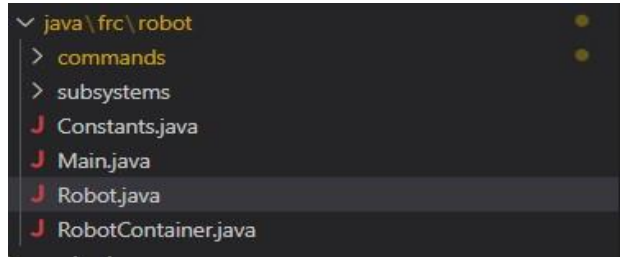 java\frc\robot
commands
subsystems
J Constants.java
J Main.java
J Robot.java
J RobotContainer.java